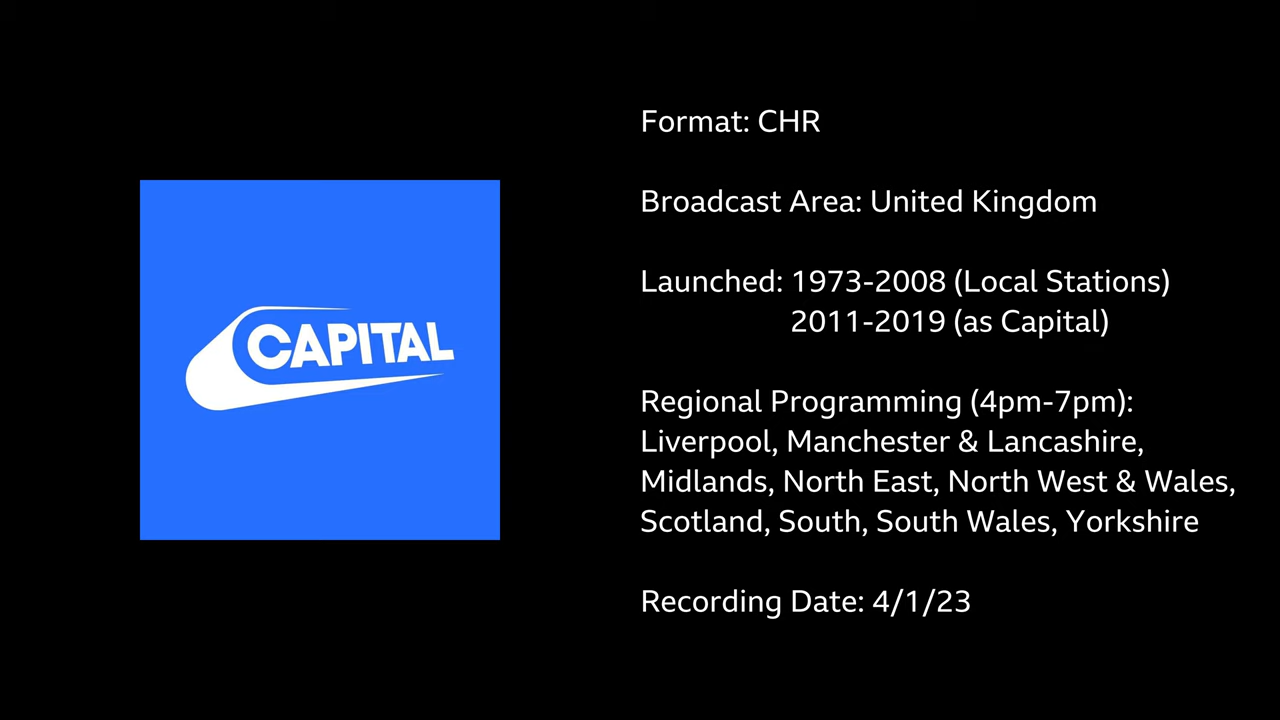 CAPITAL
Format: CHR
Broadcast Area: United Kingdom
Launched: 1973-2008 (Local Stations)
2011-2019 (as Capital)
Regional Programming (4pm-7pm):
Liverpool, Manchester & Lancashire,
Midlands, North East, North West & Wales,
Scotland, South, South Wales, Yorkshire
Recording Date: 4/1/23